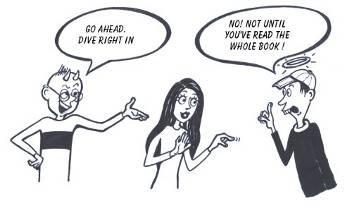 GO AHEAD.
DIVE RIGHT IN
NO! NOT UNTIL
YOU'VE READ THE
WHOLE BOOK !